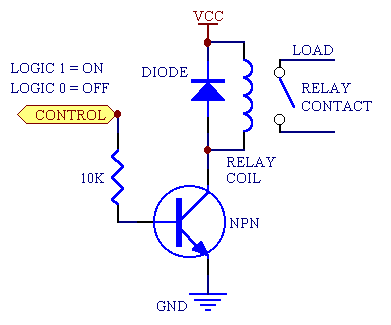 VCC
LOAD
LOGIC 1 = ON
LOGIC 0 = OFF
DIODE
RELAY
CONTACT
CONTROL
RELAY
COIL
10K
NPN
GND